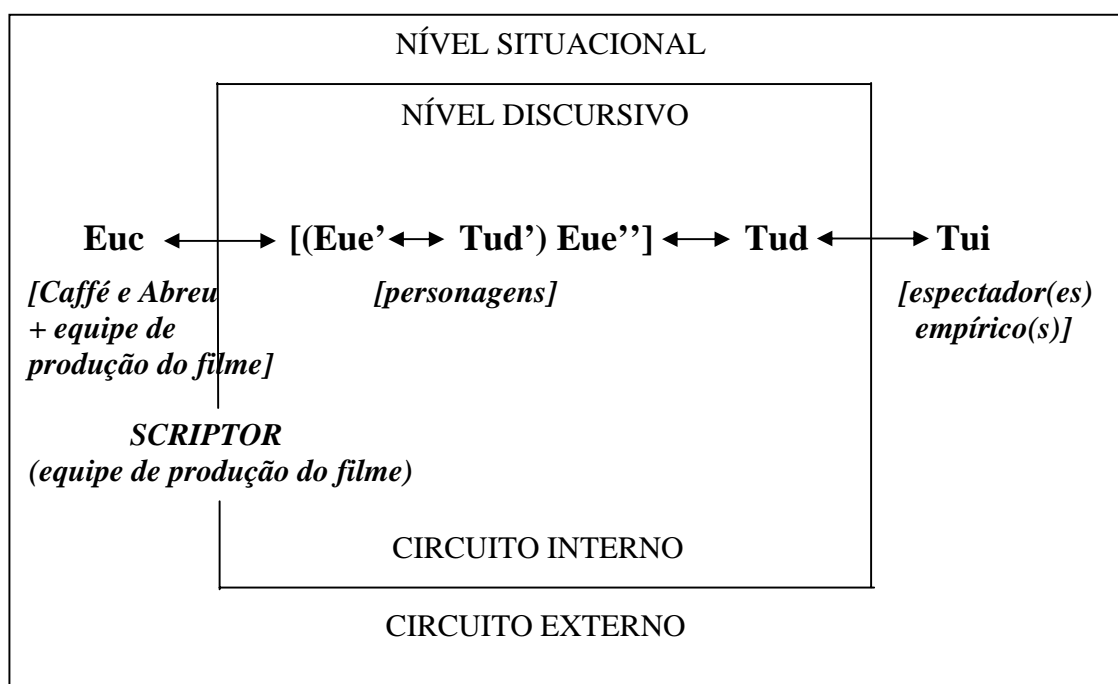 NÍVEL SITUACIONAL
NÍVEL DISCURSIVO
Euc [(Eue' Tud') Eue''] Tud Tui
[Caffé e Abreu
+ equipe de
produção do filme]
[personagens]
[espectador(es)
empírico(s)]
SCRIPTOR
(equipe de produção do filme)
CIRCUITO INTERNO
CIRCUITO EXTERNO